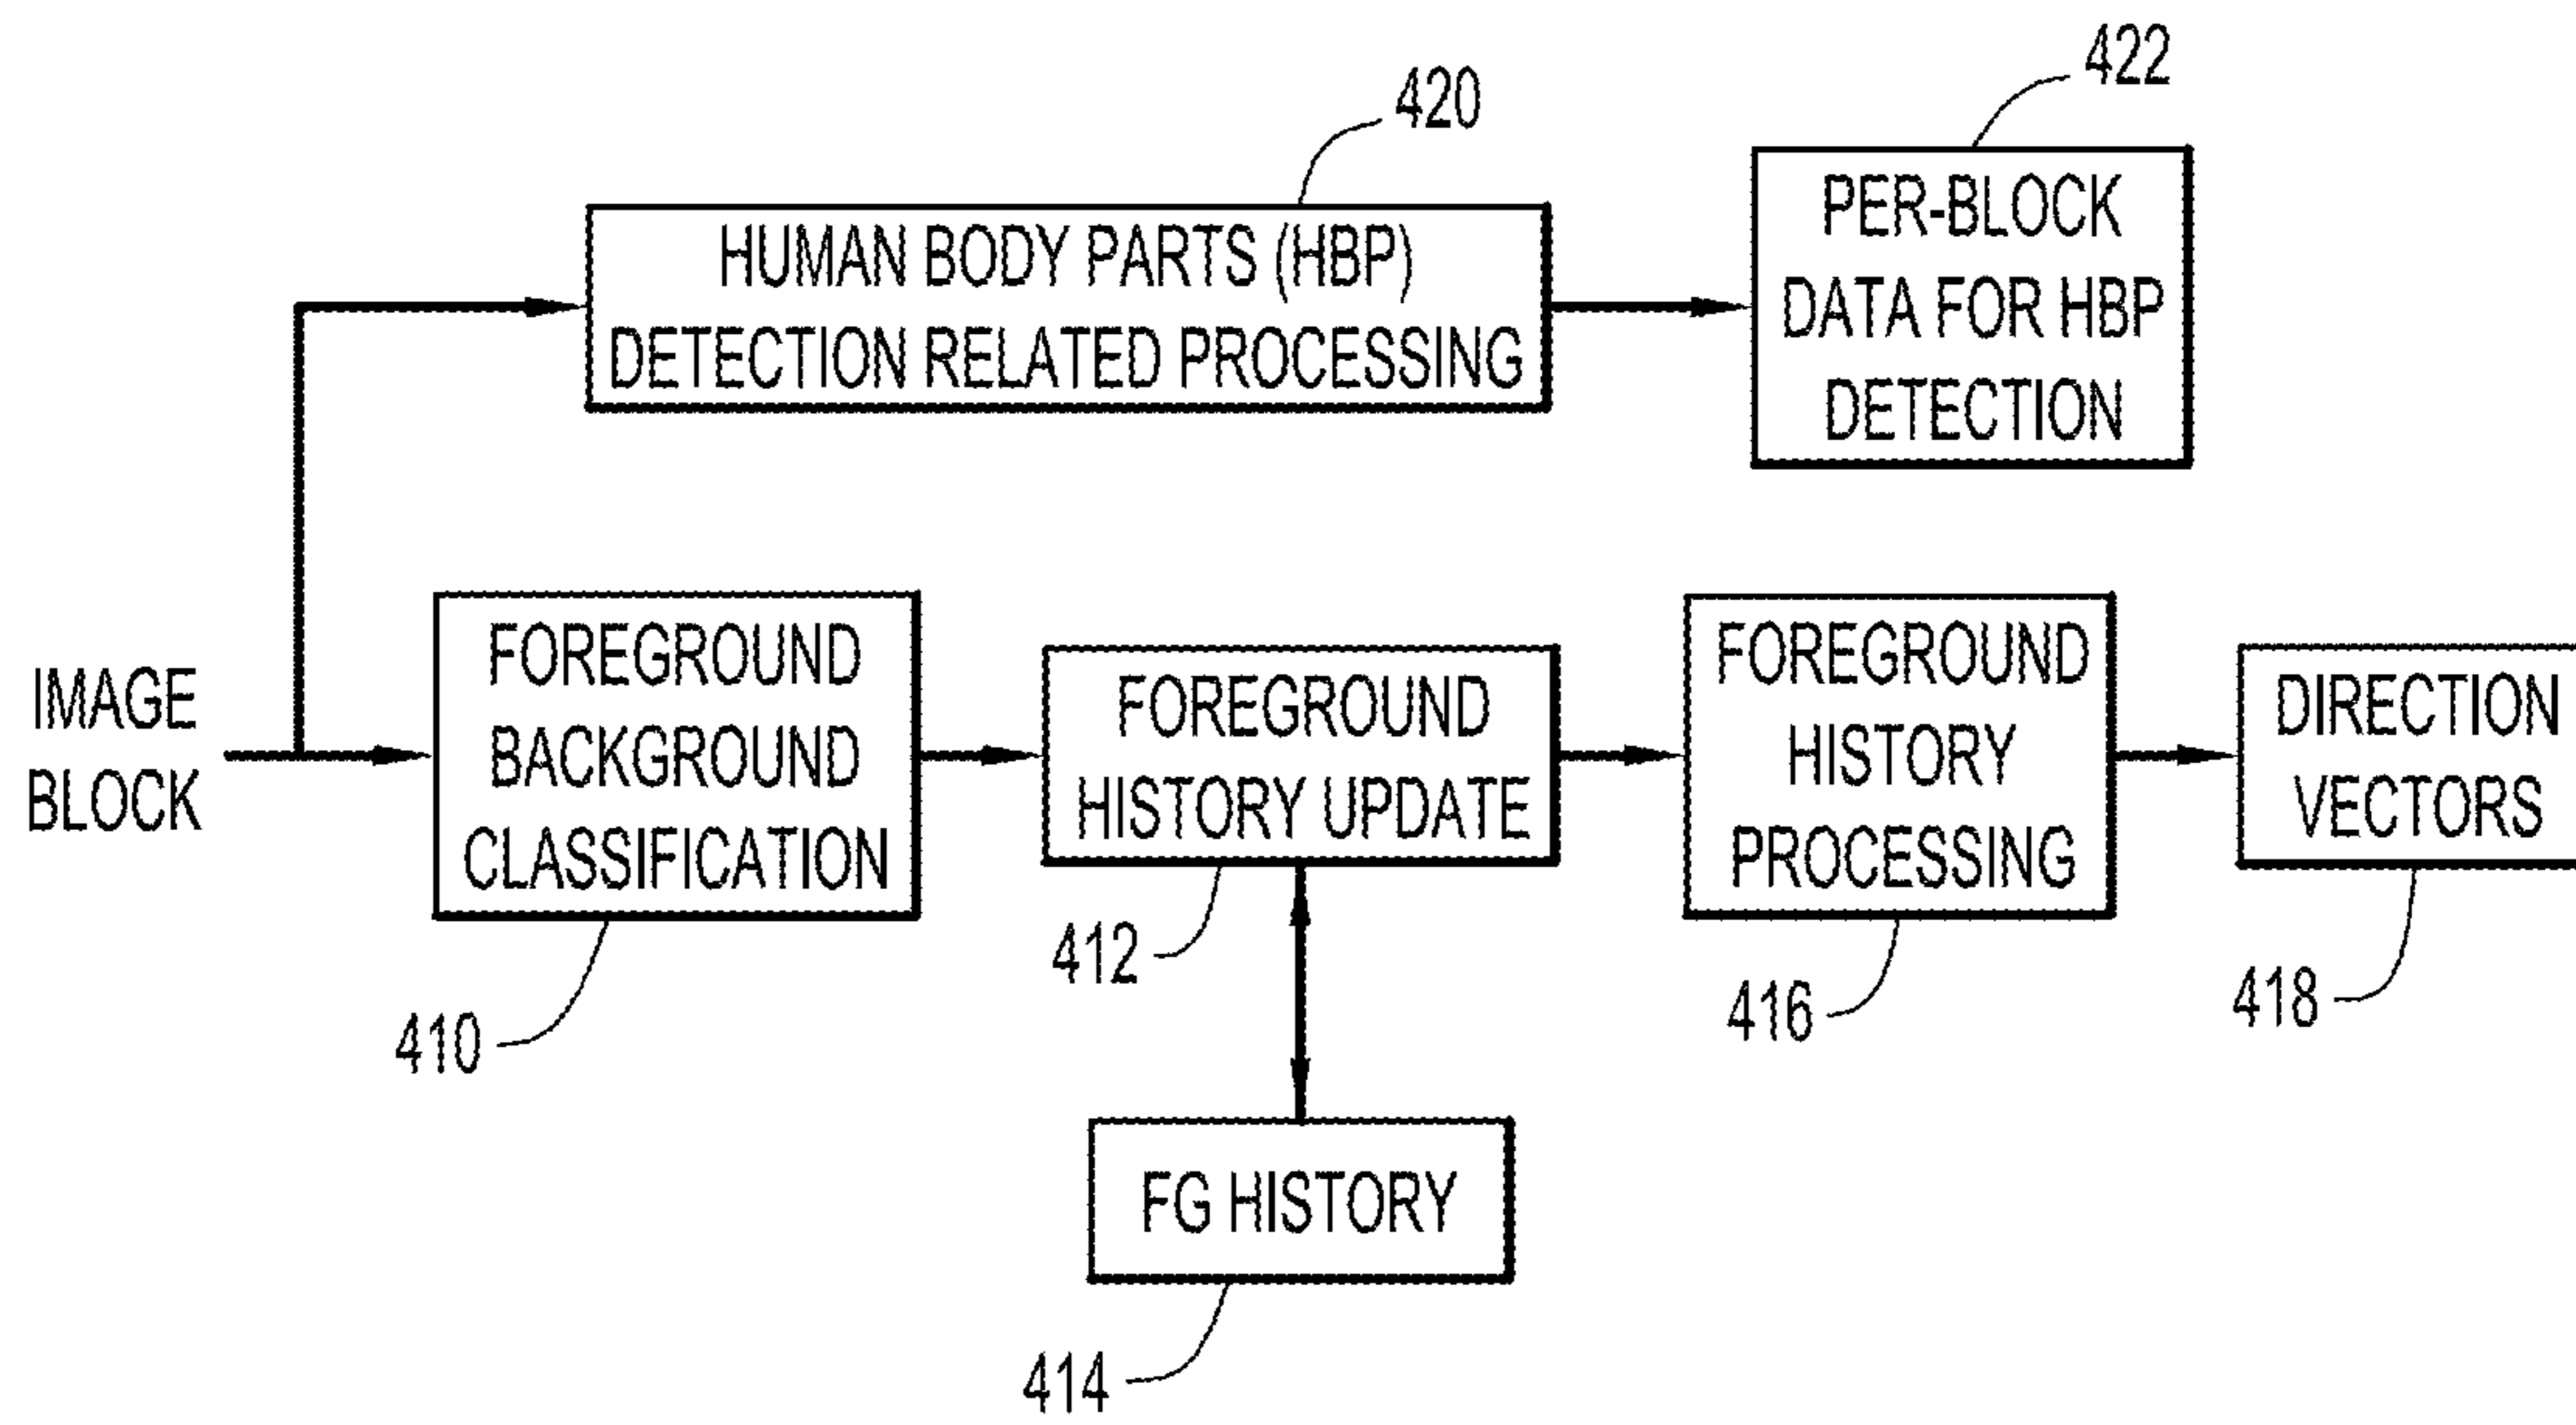 422
420
HUMAN BODY PARTS (HBP)
DETECTION RELATED PROCESSING
PER-BLOCK
DATA FOR HBP
DETECTION
IMAGE
BLOCK
FOREGROUND
BACKGROUND
CLASSIFICATION
FOREGROUND
HISTORY UPDATE
FOREGROUND
HISTORY
PROCESSING
DIRECTION
VECTORS
410
412
416
418
FG HISTORY
414